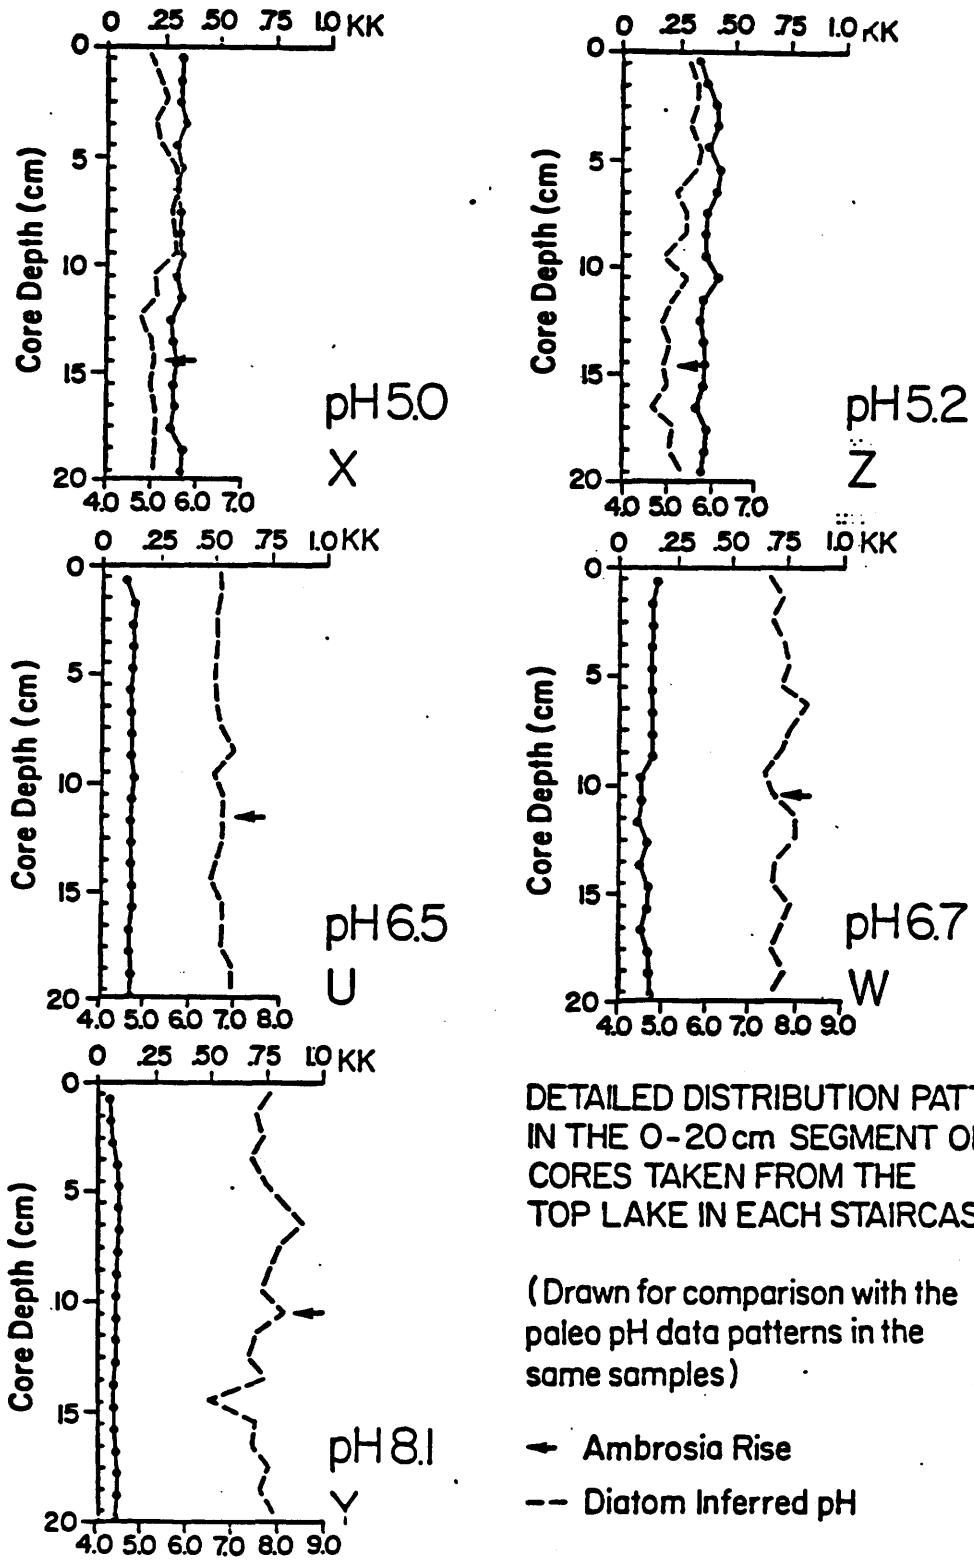 0 .25 .50 .75 1.0 KK
0
5
10
15
20
Core Depth (cm)
4.0 5.0 6.0 7.0
pH 5.0
X
0 .25 .50 .75 1.0 KK
0
5
10
15
20
Core Depth (cm)
4.0 5.0 6.0 7.0
pH 5.2
Z
0 .25 .50 .75 1.0 KK
0
5
10
15
20
Core Depth (cm)
4.0 5.0 6.0 7.0 8.0
pH 6.5
U
0 .25 .50 .75 1.0 KK
0
5
10
15
20
Core Depth (cm)
4.0 5.0 6.0 7.0 8.0 9.0
pH 6.7
W
0 .25 .50 .75 1.0 KK
0
5
10
15
20
Core Depth (cm)
4.0 5.0 6.0 7.0 8.0 9.0
pH 8.1
Y
DETAILED DISTRIBUTION PATT
IN THE 0-20 cm SEGMENT O
CORES TAKEN FROM THE
TOP LAKE IN EACH STAIRCAS
(Drawn for comparison with the
paleo pH data patterns in the
same samples)
Ambrosia Rise
Diatom Inferred pH